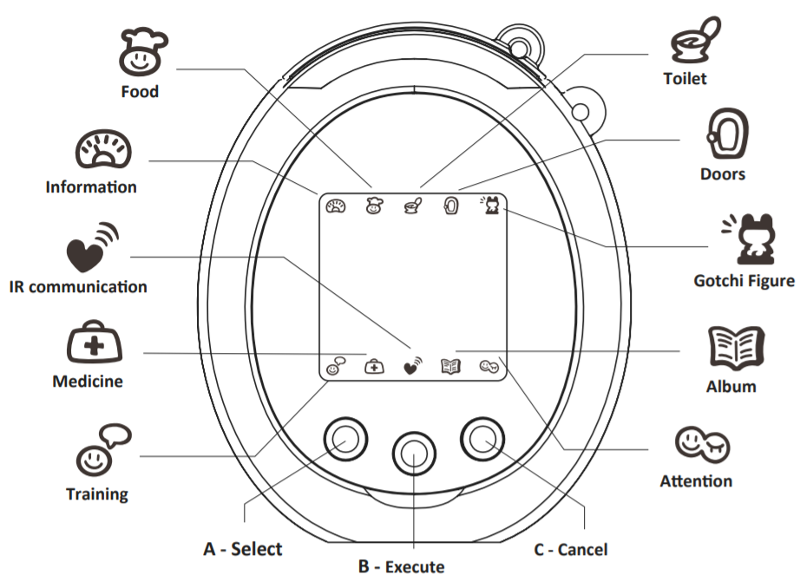 Food
Toilet
Information
Doors
IR communication
Gotchi Figure
Medicine
Album
Training
Attention
A - Select
B - Execute
C - Cancel